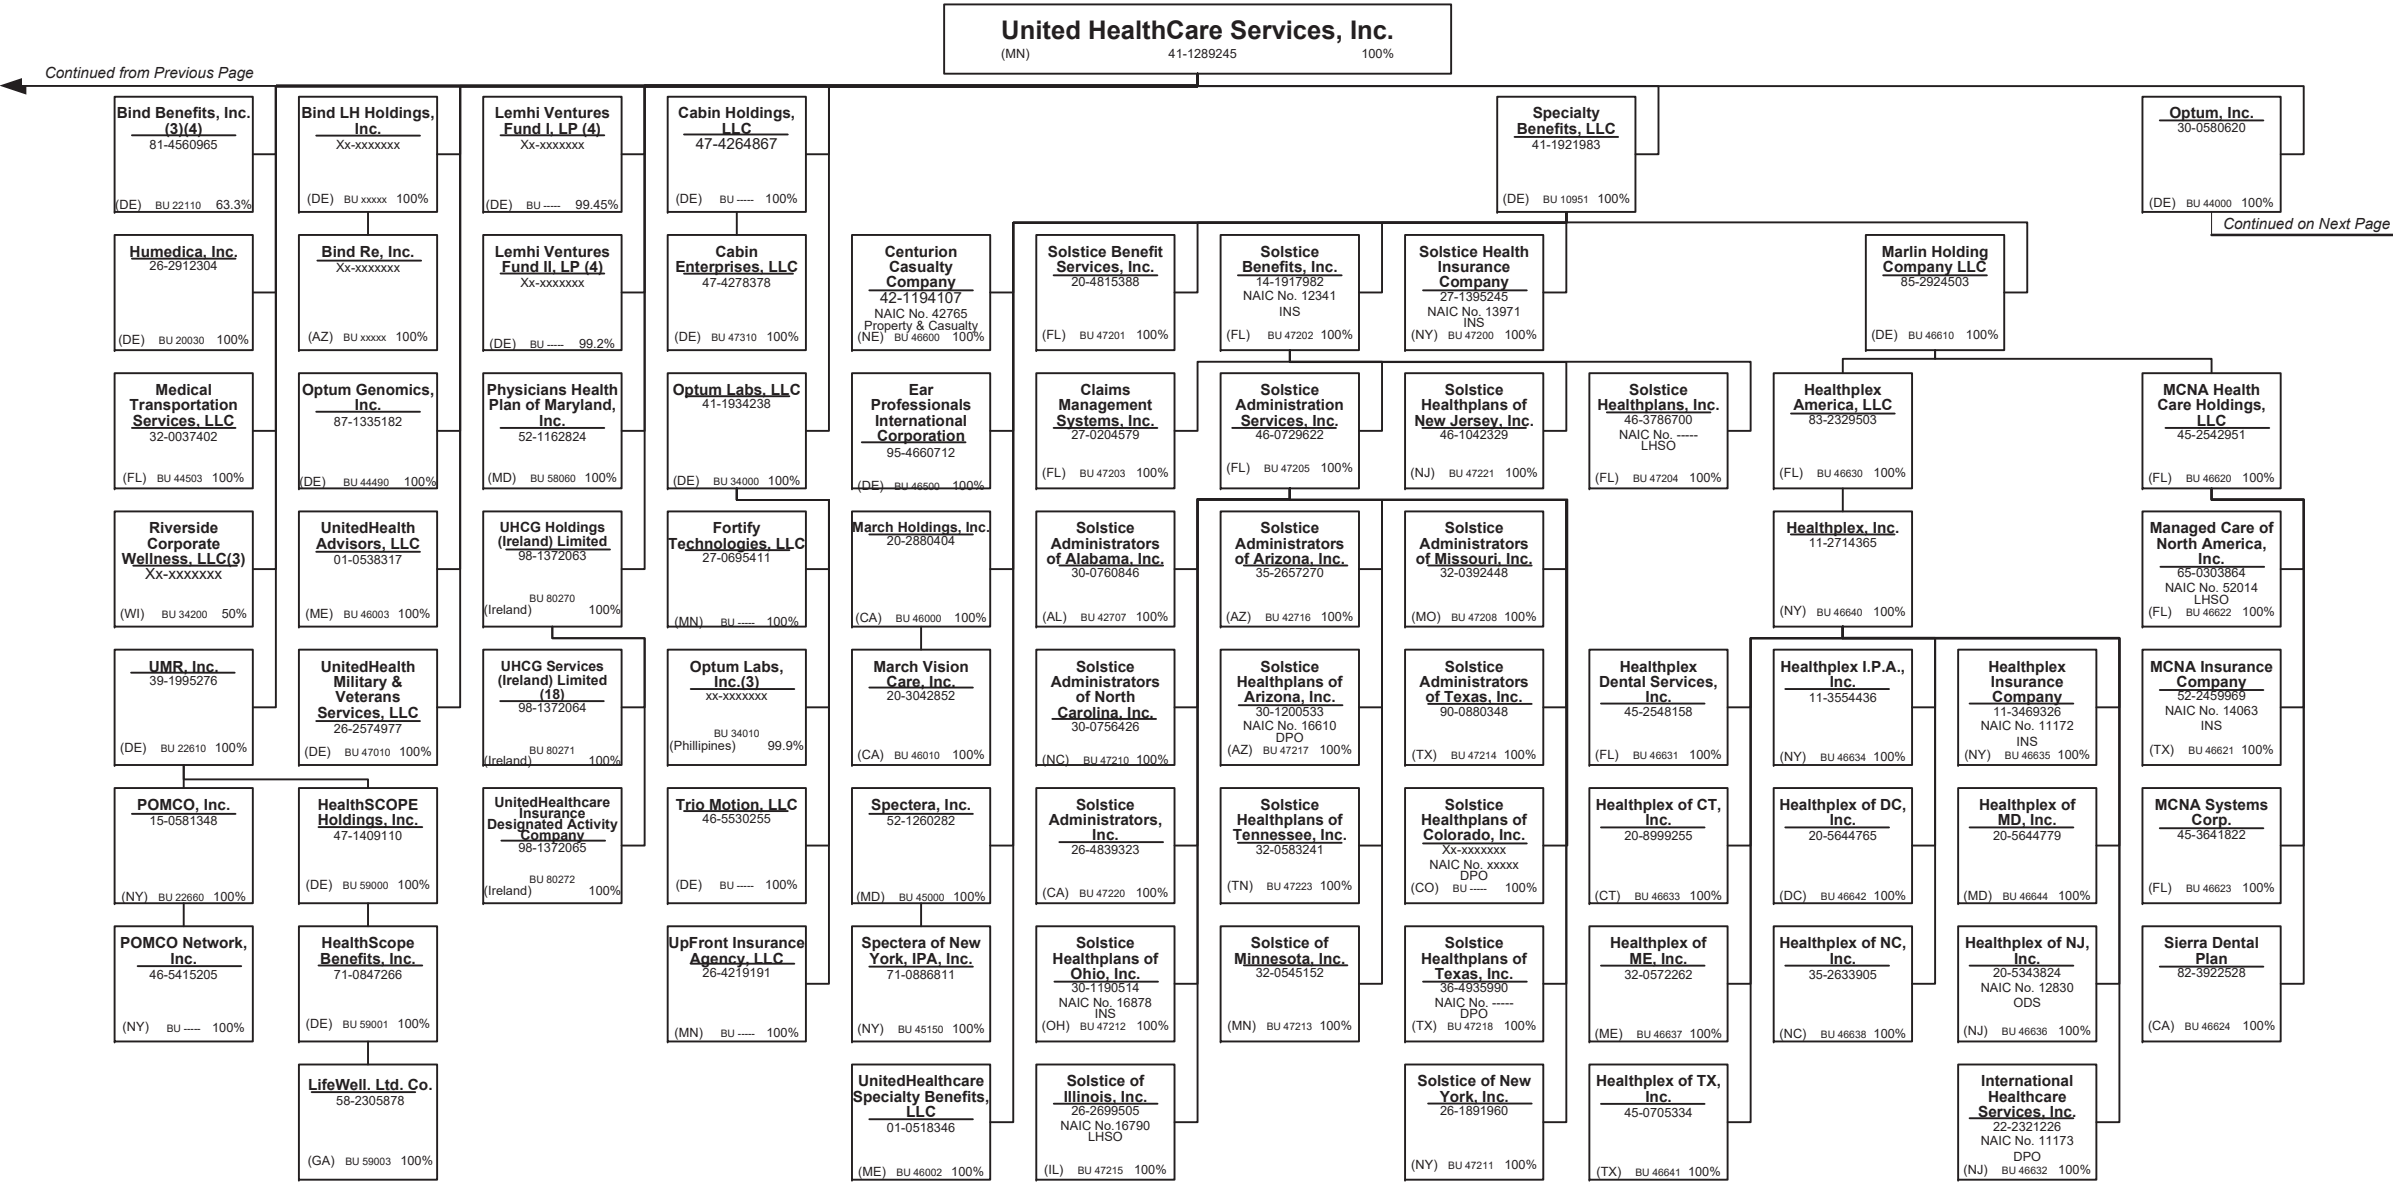 United HealthCare Services, Inc.
(MN) 41-1289245 100%
Continued from Previous Page
Bind Benefits, Inc.
(3)(4)
81-4560965
(DE) BU 22110 63.3%
Bind LH Holdings,
Inc.
Xx-xxxxxxx
(DE) BU xxxxx 100%
Lemhi Ventures
Fund I, LP (4)
Xx-xxxxxxx
(DE) BU ----- 99.45%
Cabin Holdings,
LLC
47-4264867
(DE) BU ----- 100%
Specialty
Benefits, LLC
41-1921983
(DE) BU 10951 100%
Optum, Inc.
30-0580620
(DE) BU 44000 100%
Continued on Next Page
Humedica, Inc.
26-2912304
(DE) BU 20030 100%
Bind Re, Inc.
Xx-xxxxxxx
(AZ) BU xxxxx 100%
Lemhi Ventures
Fund II, LP (4)
Xx-xxxxxxx
(DE) BU ----- 99.2%
Cabin
Enterprises, LLC
47-4278378
(DE) BU 47310 100%
Centurion
Casualty
Company
42-1194107
NAIC No. 42765
Property & Casualty
(NE) BU 46600 100%
Solstice Benefit
Services, Inc.
20-4815388
(FL) BU 47201 100%
Solstice
Benefits, Inc.
14-1917982
NAIC No. 12341
INS
(FL) BU 47202 100%
Solstice Health
Insurance
Company
27-1395245
NAIC No. 13971
INS
(NY) BU 47200 100%
Marlin Holding
Company LLC
85-2924503
(DE) BU 46610 100%
Medical
Transportation
Services, LLC
32-0037402
(FL) BU 44503 100%
Optum Genomics,
Inc.
87-1335182
(DE) BU 44490 100%
Physicians Health
Plan of Maryland,
Inc.
52-1162824
(MD) BU 58060 100%
Optum Labs, LLC
41-1934238
(DE) BU 34000 100%
Ear
Professionals
International
Corporation
95-4660712
(DE) BU 46500 100%
Claims
Management
Systems, Inc.
27-0204579
(FL) BU 47203 100%
Solstice
Administration
Services, Inc.
46-0729622
(FL) BU 47205 100%
Solstice
Healthplans of
New Jersey, Inc.
46-1042329
(NJ) BU 47221 100%
Solstice
Healthplans, Inc.
46-3786700
NAIC No. -----
LHSO
(FL) BU 47204 100%
Healthplex
America, LLC
83-2329503
(FL) BU 46630 100%
MCNA Health
Care Holdings,
LLC
45-2542951
(FL) BU 46620 100%
Riverside
Corporate
Wellness, LLC(3)
Xx-xxxxxxx
(WI) BU 34200 50%
UnitedHealth
Advisors, LLC
01-0538317
(ME) BU 46003 100%
UHCG Holdings
(Ireland) Limited
98-1372063
BU 80270
(Ireland) 100%
Fortify
Technologies, LLC
27-0695411
(MN) BU ----- 100%
March Holdings, Inc.
20-2880404
(CA) BU 46000 100%
Solstice
Administrators
of Alabama, Inc.
30-0760846
(AL) BU 42707 100%
Solstice
Administrators
of Arizona, Inc.
35-2657270
(AZ) BU 42716 100%
Solstice
Administrators
of Missouri, Inc.
32-0392448
(MO) BU 47208 100%
Healthplex, Inc.
11-2714365
(NY) BU 46640 100%
Managed Care of
North America,
Inc.
65-0303864
NAIC No. 52014
LHSO
(FL) BU 46622 100%
UMR, Inc.
39-1995276
(DE) BU 22610 100%
UnitedHealth
Military &
Veterans
Services, LLC
26-2574977
(DE) BU 47010 100%
UHCG Services
(Ireland) Limited
(18)
98-1372064
BU 80271
(Ireland) 100%
Optum Labs,
Inc.(3)
xx-xxxxxxx
BU 34010
(Phillipines) 99.9%
March Vision
Care, Inc.
20-3042852
(CA) BU 46010 100%
Solstice
Administrators
of North
Carolina, Inc.
30-0756426
(NC) BU 47210 100%
Solstice
Healthplans of
Arizona, Inc.
30-1200533
NAIC No. 16610
DPO
(AZ) BU 47217 100%
Solstice
Administrators
of Texas, Inc.
90-0880348
(TX) BU 47214 100%
Healthplex
Dental Services,
Inc.
45-2548158
(FL) BU 46631 100%
Healthplex I.P.A.,
Inc.
11-3554436
(NY) BU 46634 100%
Healthplex
Insurance
Company
11-3469326
NAIC No. 11172
INS
(NY) BU 46635 100%
MCNA Insurance
Company
52-2459969
NAIC No. 14063
INS
(TX) BU 46621 100%
POMCO, Inc.
15-0581348
(NY) BU 22660 100%
HealthSCOPE
Holdings, Inc.
47-1409110
(DE) BU 59000 100%
UnitedHealthcare
Insurance
Designated Activity
Company
98-1372065
BU 80272
(Ireland) 100%
Trio Motion, LLC
46-5530255
(DE) BU ----- 100%
Spectera, Inc.
52-1260282
(MD) BU 45000 100%
Solstice
Administrators,
Inc.
26-4839323
(CA) BU 47220 100%
Solstice
Healthplans of
Tennessee, Inc.
32-0583241
(TN) BU 47223 100%
Solstice
Healthplans of
Colorado, Inc.
Xx-xxxxxxx
NAIC No. xxxxx
DPO
(CO) BU ----- 100%
Healthplex of CT,
Inc.
20-8999255
(CT) BU 46633 100%
Healthplex of DC,
Inc.
20-5644765
(DC) BU 46642 100%
Healthplex of
MD, Inc.
20-5644779
(MD) BU 46644 100%
MCNA Systems
Corp.
45-3641822
(FL) BU 46623 100%
POMCO Network,
Inc.
46-5415205
(NY) BU ----- 100%
HealthScope
Benefits, Inc.
71-0847266
(DE) BU 59001 100%
UpFront Insurance
Agency, LLC
26-4219191
(MN) BU ----- 100%
Spectera of New
York, IPA, Inc.
71-0886811
(NY) BU 45150 100%
Solstice
Healthplans of
Ohio, Inc.
30-1190514
NAIC No. 16878
INS
(OH) BU 47212 100%
Solstice of
Minnesota, Inc.
32-0545152
(MN) BU 47213 100%
Solstice
Healthplans of
Texas, Inc.
36-4935990
NAIC No. -----
DPO
(TX) BU 47218 100%
Healthplex of
ME, Inc.
32-0572262
(ME) BU 46637 100%
Healthplex of NC,
Inc.
35-2633905
(NC) BU 46638 100%
Healthplex of NJ,
Inc.
20-5343824
NAIC No. 12830
ODS
(NJ) BU 46636 100%
Sierra Dental
Plan
82-3922528
(CA) BU 46624 100%
LifeWell. Ltd. Co.
58-2305878
(GA) BU 59003 100%
UnitedHealthcare
Specialty Benefits,
LLC
01-0518346
(ME) BU 46002 100%
Solstice of
Illinois, Inc.
26-2699505
NAIC No.16790
LHSO
(IL) BU 47215 100%
Solstice of New
York, Inc.
26-1891960
(NY) BU 47211 100%
Healthplex of TX,
Inc.
45-0705334
(TX) BU 46641 100%
International
Healthcare
Services, Inc.
22-2321226
NAIC No. 11173
DPO
(NJ) BU 46632 100%